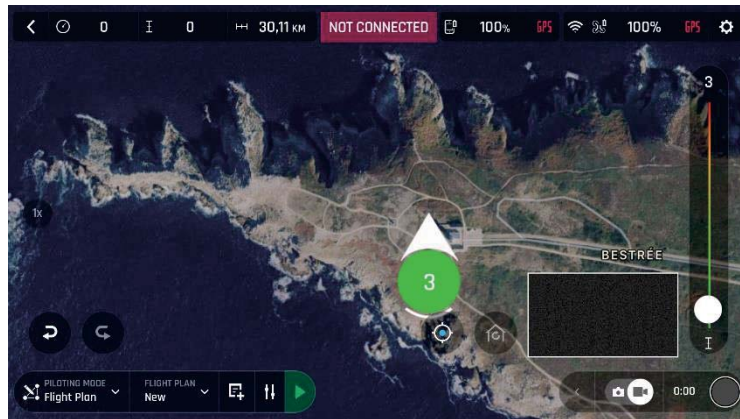 0 0 30,11 км NOT CONNECTED 100% GPS 100% GPS
3
1x
BESTRÉE
3
PILOTING MODE
Flight Plan
FLIGHT PLAN
New
0:00